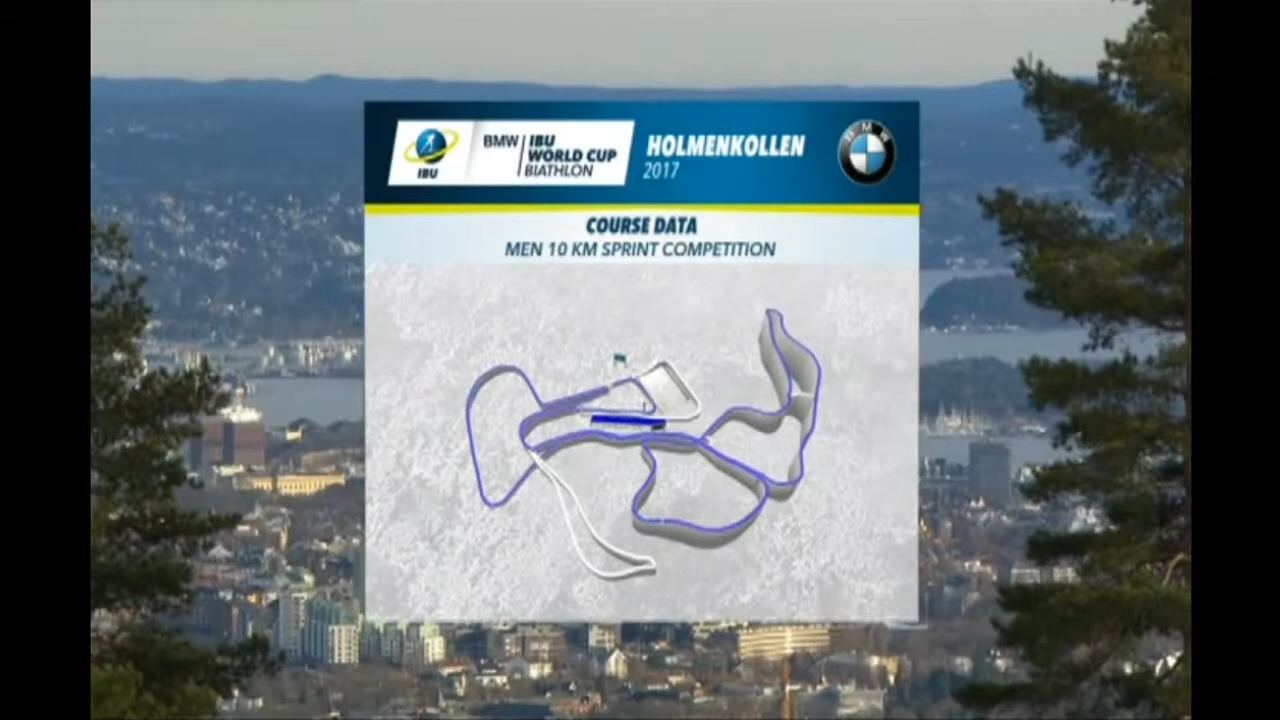 IBU
BMW
IBU
WORLD CUP
BIATHLON
HOLMENKOLLEN
2017
BMW
COURSE DATA
MEN 10 KM SPRINT COMPETITION